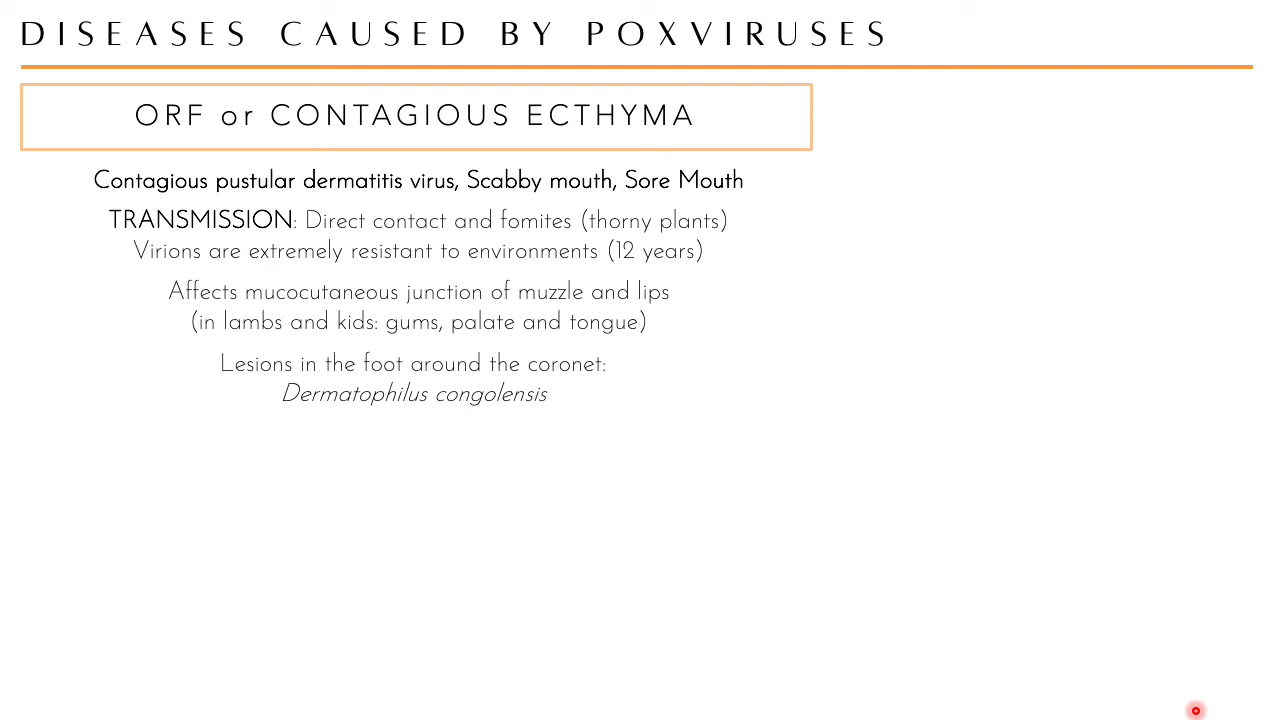 DISEASES CAUSED BY POXVIRUSES
ORF or CONTAGIOUS ECTHYMA
Contagious pustular dermatitis virus, Scabby mouth, Sore Mouth
TRANSMISSION: Direct contact and fomites (thorny plants)
Virions are extremely resistant to environments (12 years)
Affects mucocutaneous junction of muzzle and lips
(in lambs and kids: gums, palate and tongue)
Lesions in the foot around the coronet:
Dermatophilus congolensis